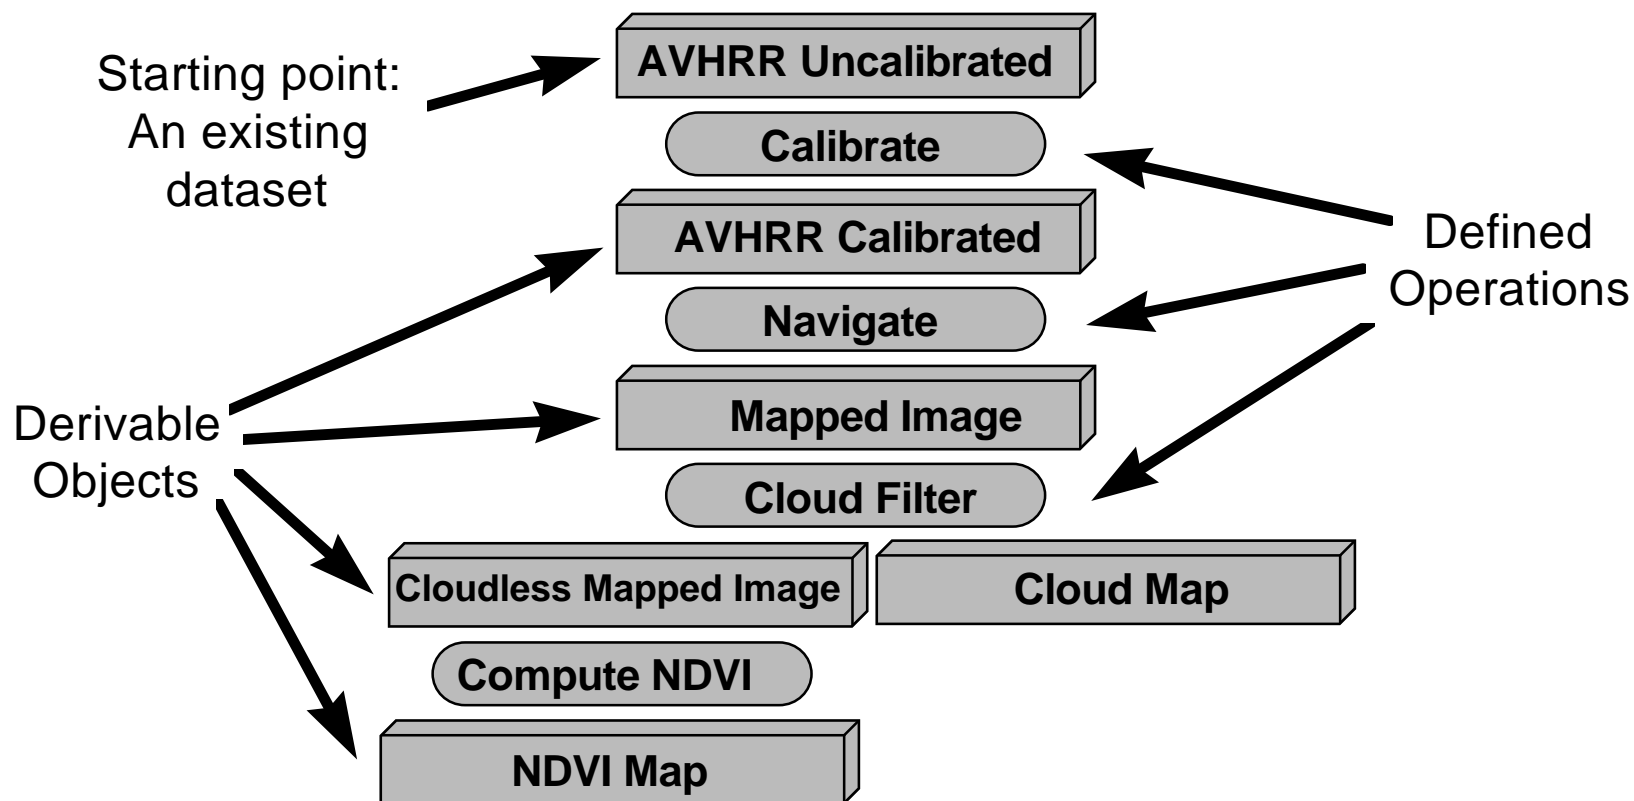 Starting point:
An existing
dataset
AVHRR Uncalibrated
Calibrate
AVHRR Calibrated
Defined
Operations
Navigate
Derivable
Objects
Mapped Image
Cloud Filter
Cloudless Mapped Image
Cloud Map
Compute NDVI
NDVI Map